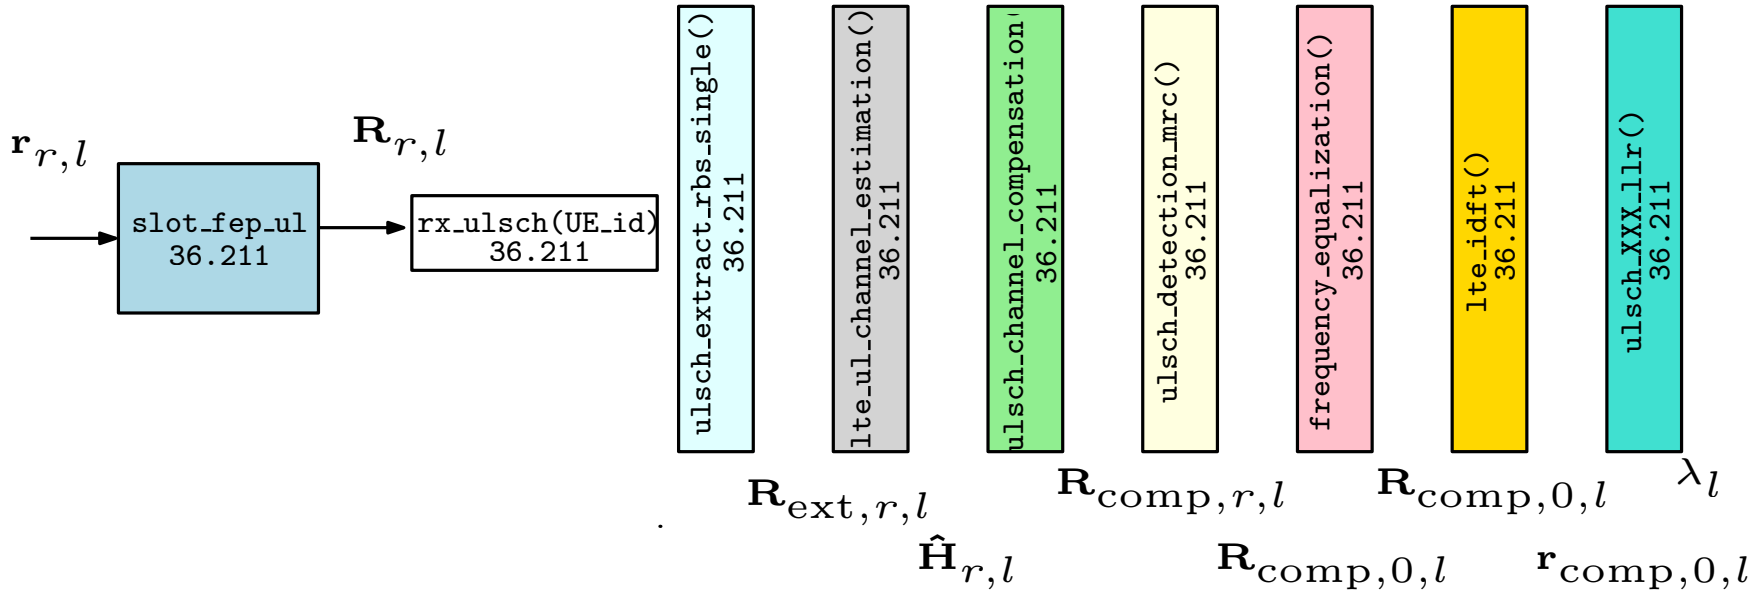 r_{r,l}
slot_fep_ul
36.211
R_{r,l}
rx_ulsch(UE_id)
36.211
ulsch_extract_rbs_single()
36.211
lte_ul_channel_estimation()
36.211
ulsch_channel_compensation(
36.211
ulsch_detection_mrc()
36.211
frequency_equalization()
36.211
lte_idft()
36.211
ulsch_XXX_llr()
36.211
R_{ext,r,l}
Ĥ_{r,l}
R_{comp,r,l}
R_{comp,0,l}
R_{comp,0,l}
r_{comp,0,l}
λ_l
.